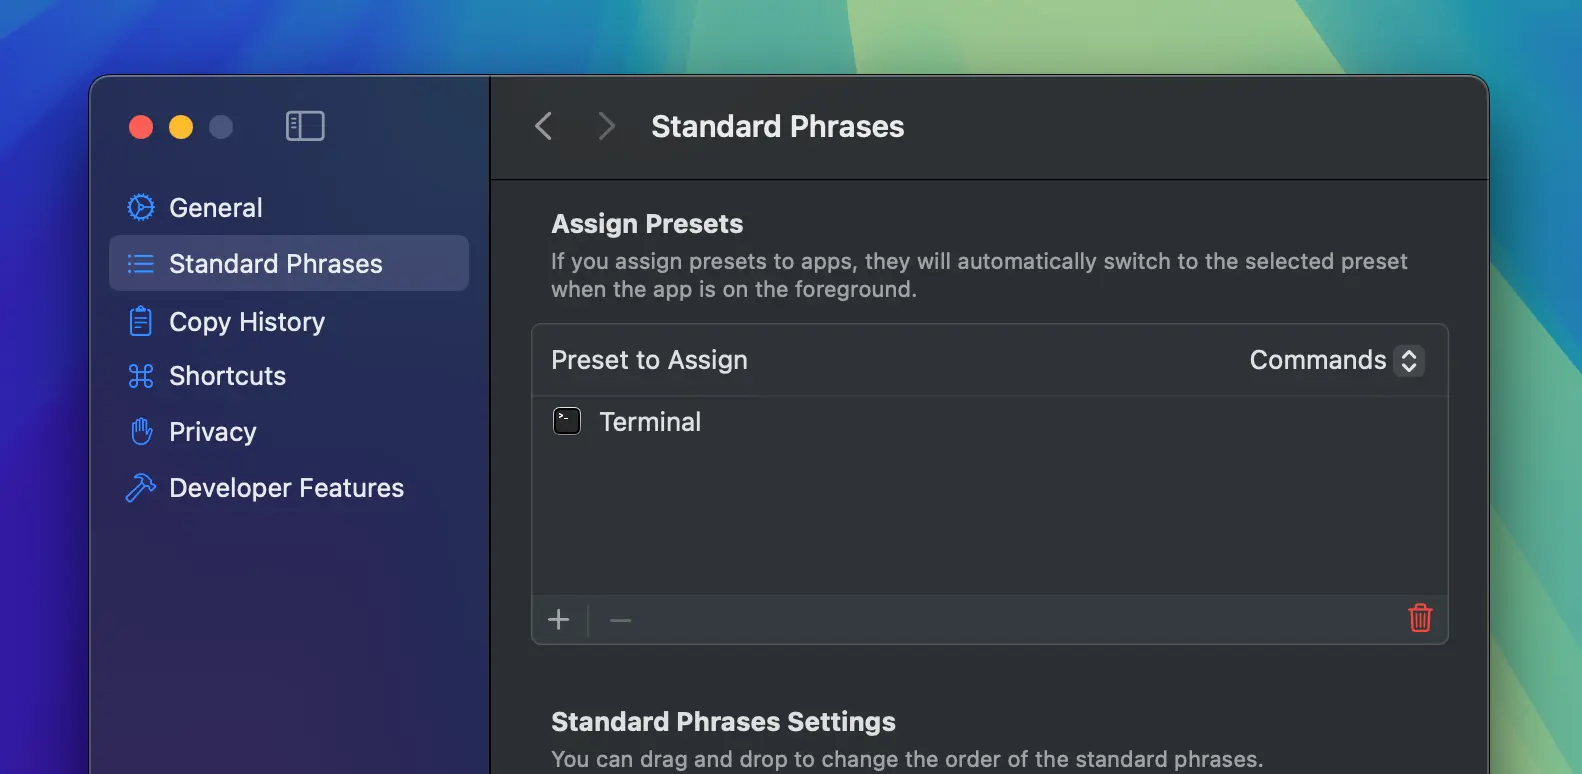 Standard Phrases
General
Standard Phrases
Copy History
Shortcuts
Privacy
Developer Features
Assign Presets
If you assign presets to apps, they will automatically switch to the selected preset
when the app is on the foreground.
Preset to Assign Commands
Terminal
Standard Phrases Settings
You can drag and drop to change the order of the standard phrases.